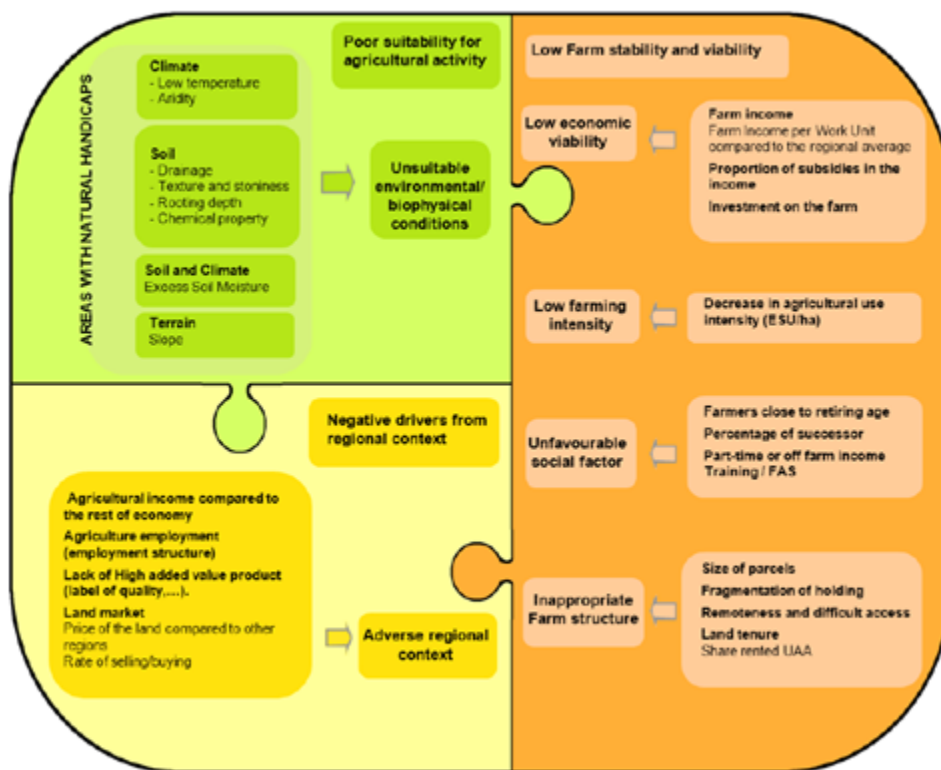 AREAS WITH NATURAL HANDICAPS
Poor suitability for
agricultural activity
Climate
- Low temperature
- Aridity
Soil
- Drainage
- Texture and stoniness
- Rooting depth
- Chemical property
Soil and Climate
Excess Soil Moisture
Terrain
Slope
Unsuitable
environmental/
biophysical
conditions
Low Farm stability and viability
Low economic
viability
Farm income
Farm Income per Work Unit
compared to the regional average
Proportion of subsidies in the
income
Investment on the farm
Low farming
intensity
Decrease in agricultural use
intensity (ESU/ha)
Unfavourable
social factor
Farmers close to retiring age
Percentage of successor
Part-time or off farm income
Training / FAS
Inappropriate
Farm structure
Size of parcels
Fragmentation of holding
Remoteness and difficult access
Land tenure
Share rented UAA
Negative drivers from
regional context
Agricultural income compared to
the rest of economy
Agriculture employment
(employment structure)
Lack of High added value product
(label of quality,....).
Land market
Price of the land compared to other
regions
Rate of selling/buying
Adverse regional
context